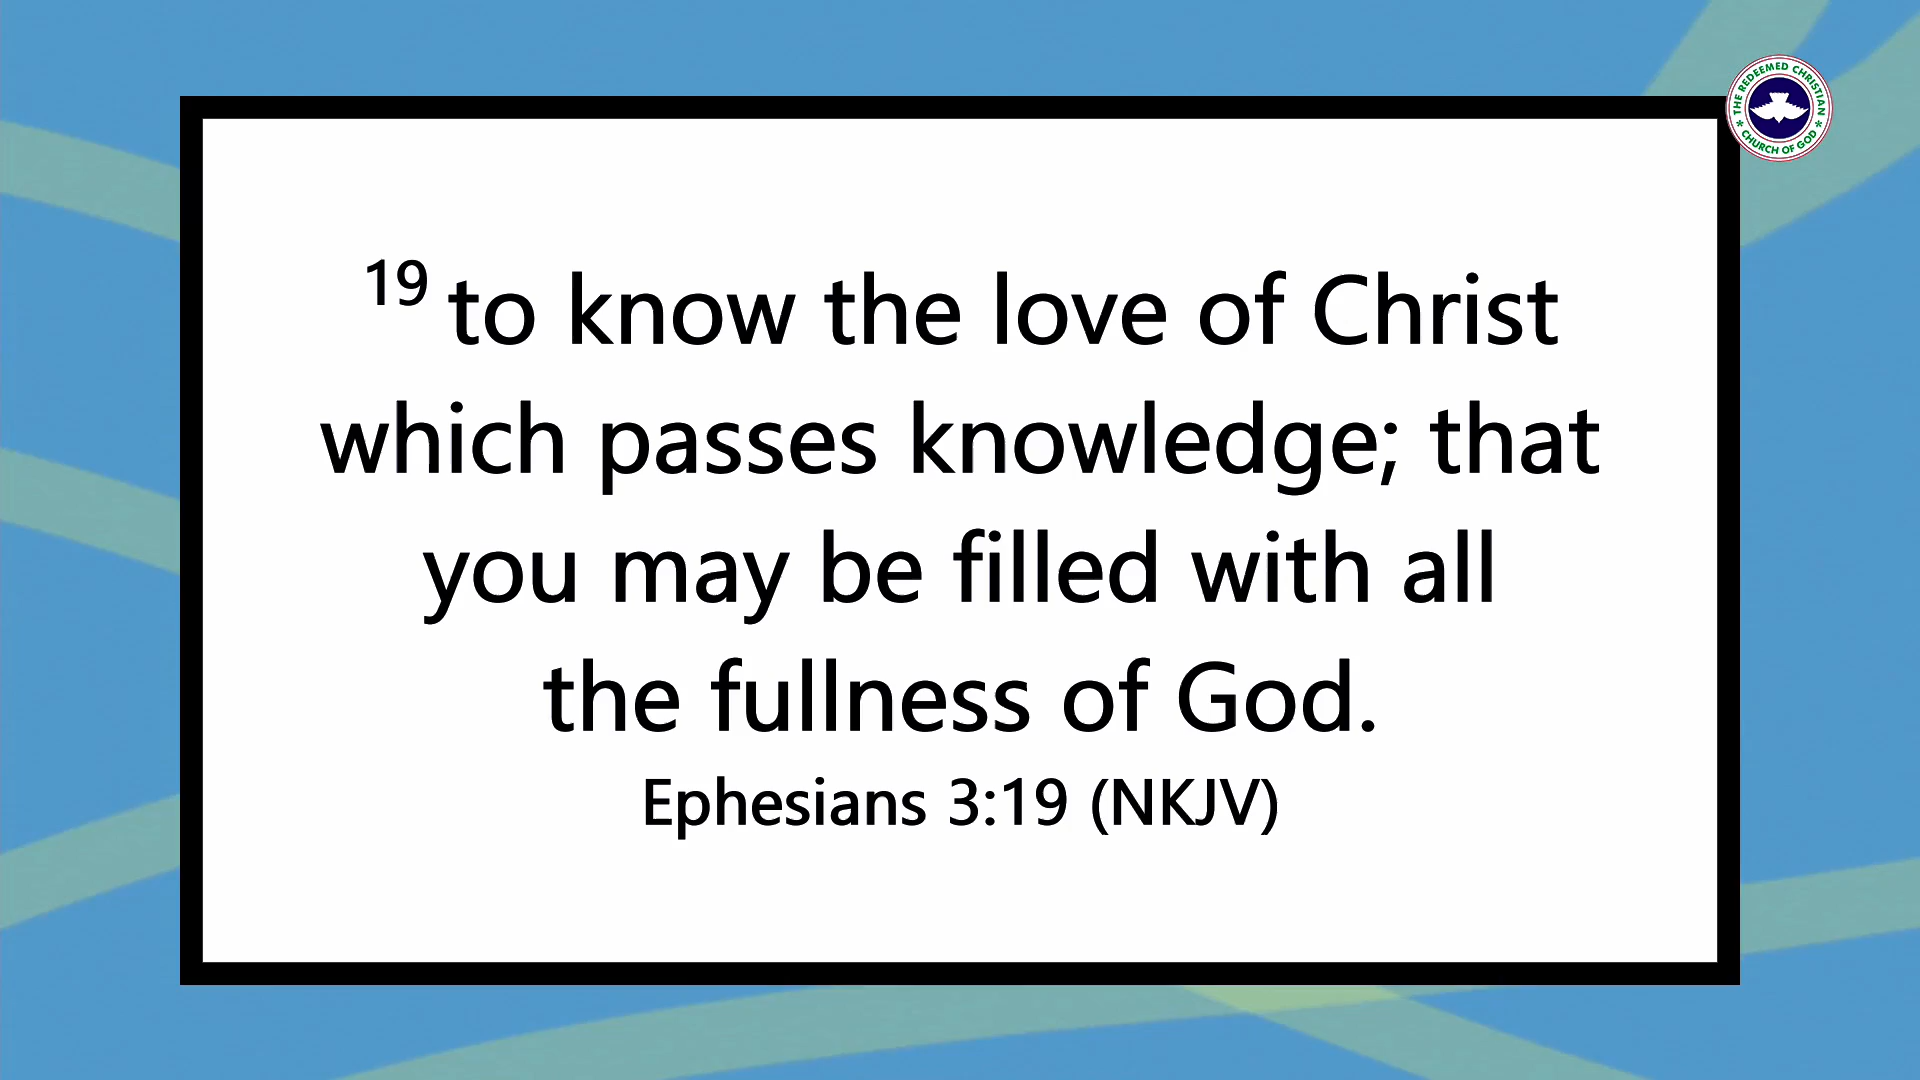 THE REDEEMED CHRISTIAN
CHURCH OF GOD
19 to know the love of Christ
which passes knowledge; that
you may be filled with all
the fullness of God.
Ephesians 3:19 (NKJV)